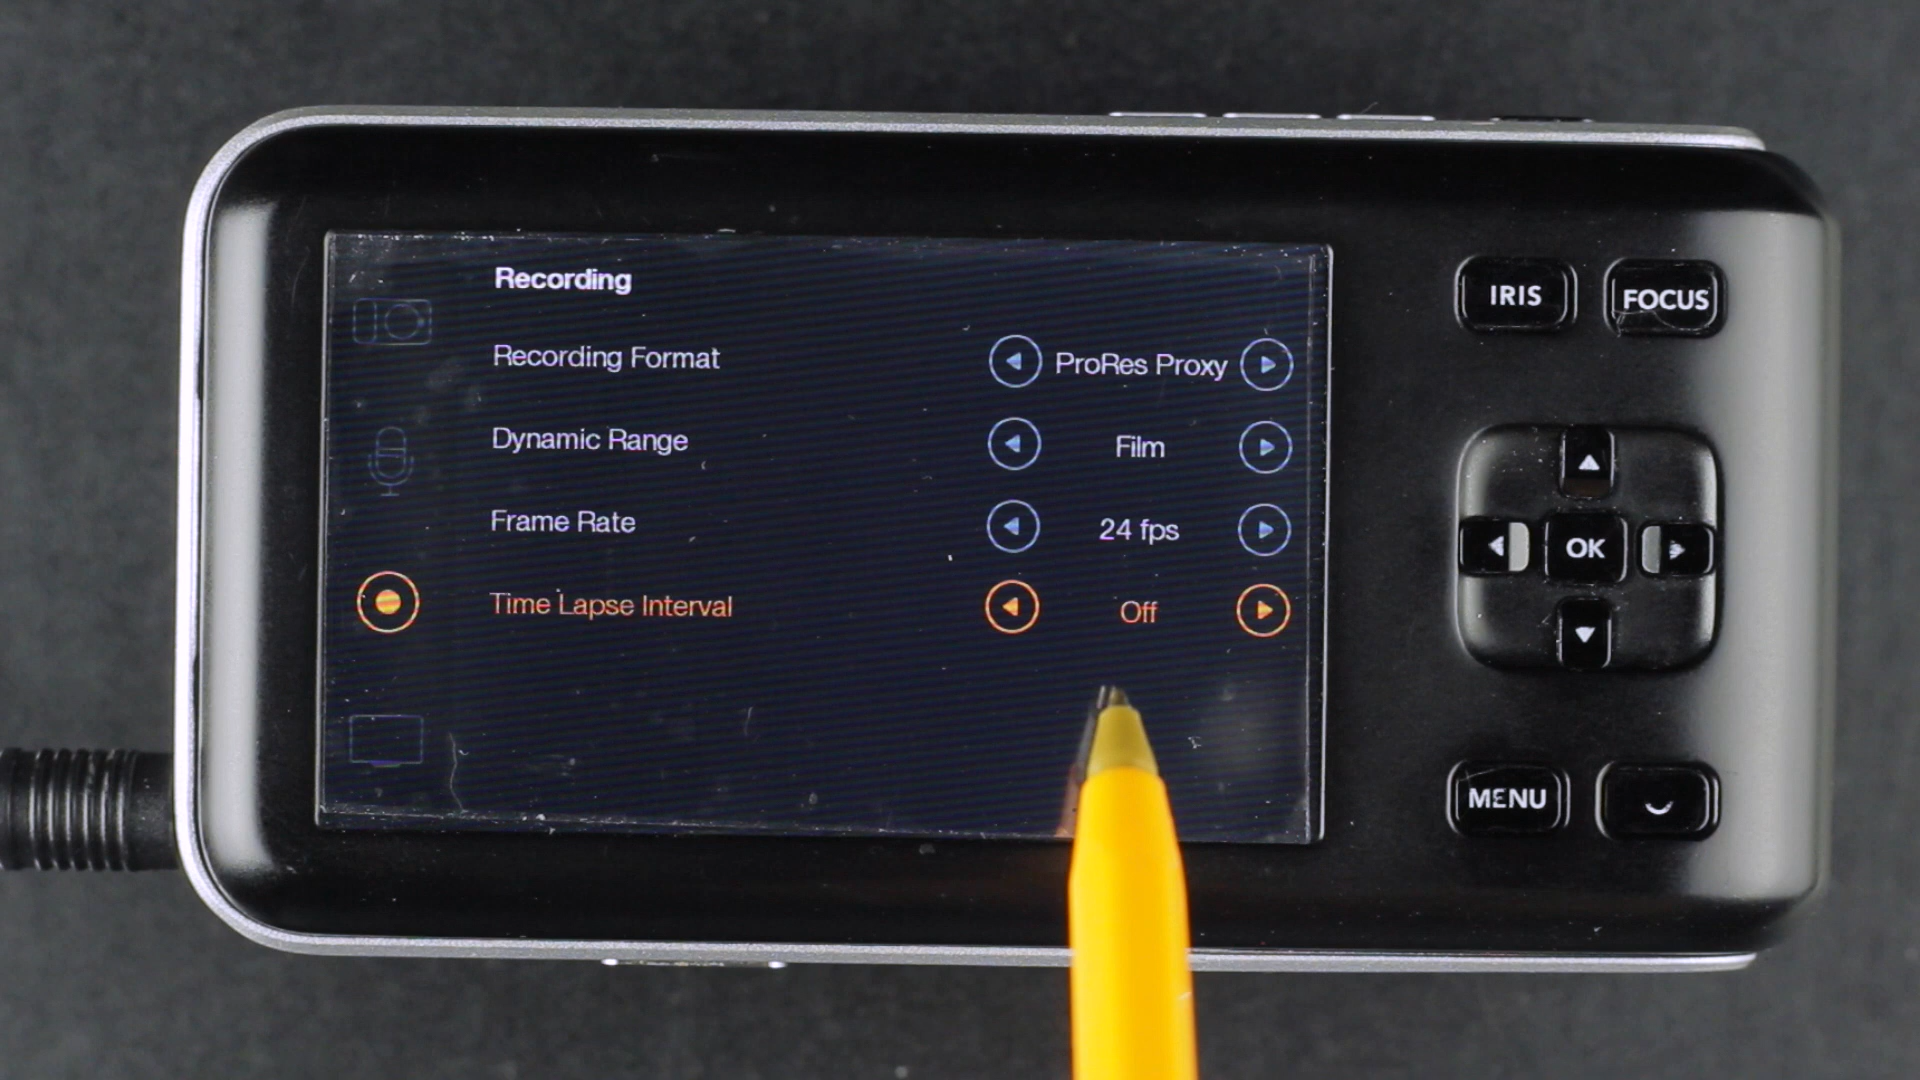 Recording
Recording Format ProRes Proxy
Dynamic Range Film
Frame Rate 24 fps
Time Lapse Interval Off
IRIS FOCUS
OK
MENU